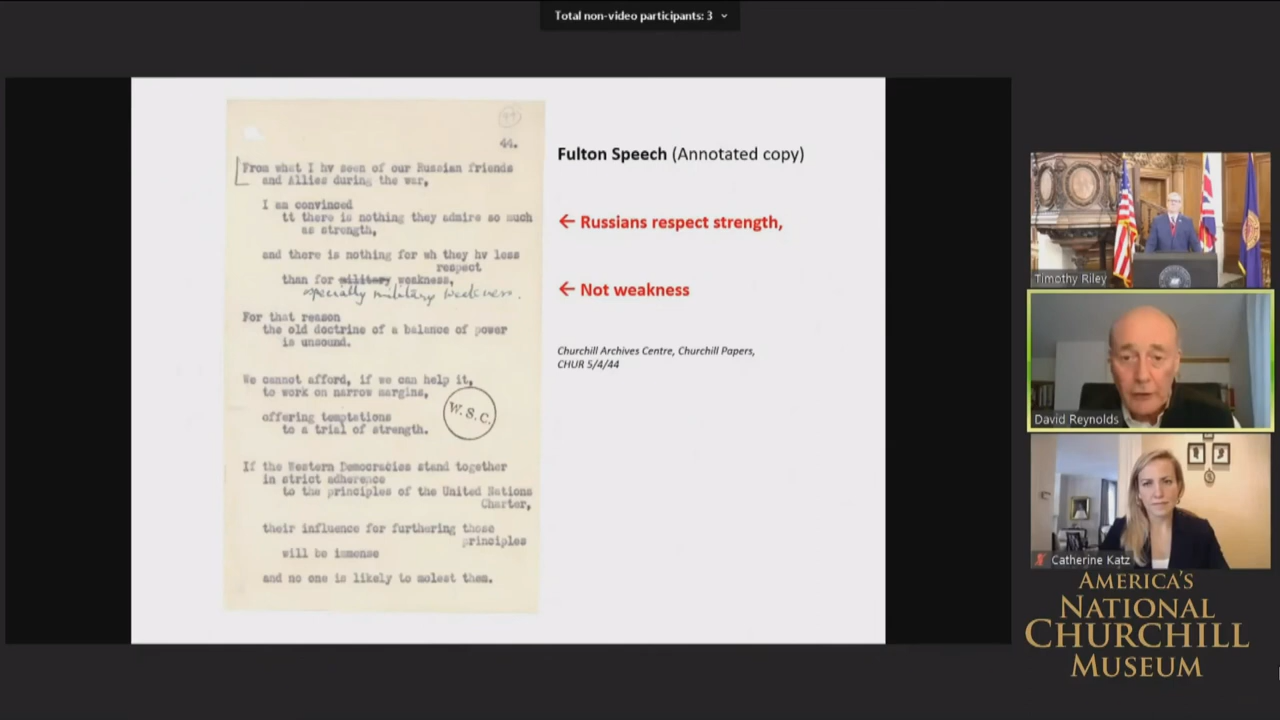 Total non-video participants: 3
44.
From what I hv seen of our Russian friends
and Allies during the war,
I am convinced
tt there is nothing they admire so much
as strength,
and there is nothing for wh they hv less
respect
than for military weakness,
specially military weakness.
For that reason
the old doctrine of a balance of power
is unsound.
We cannot afford, if we can help it,
to work on narrow margins,
offering temptations
to a trial of strength.
W.S.C.
If the Western Democracies stand together
in strict adherence
to the principles of the United Nations
Charter,
their influence for furthering those
principles
will be immense
and no one is likely to molest them.
Fulton Speech (Annotated copy)
← Russians respect strength,
← Not weakness
Churchill Archives Centre, Churchill Papers,
CHUR 5/4/44
Timothy Riley
David Reynolds
Catherine Katz
AMERICA'S
NATIONAL
CHURCHILL
MUSEUM